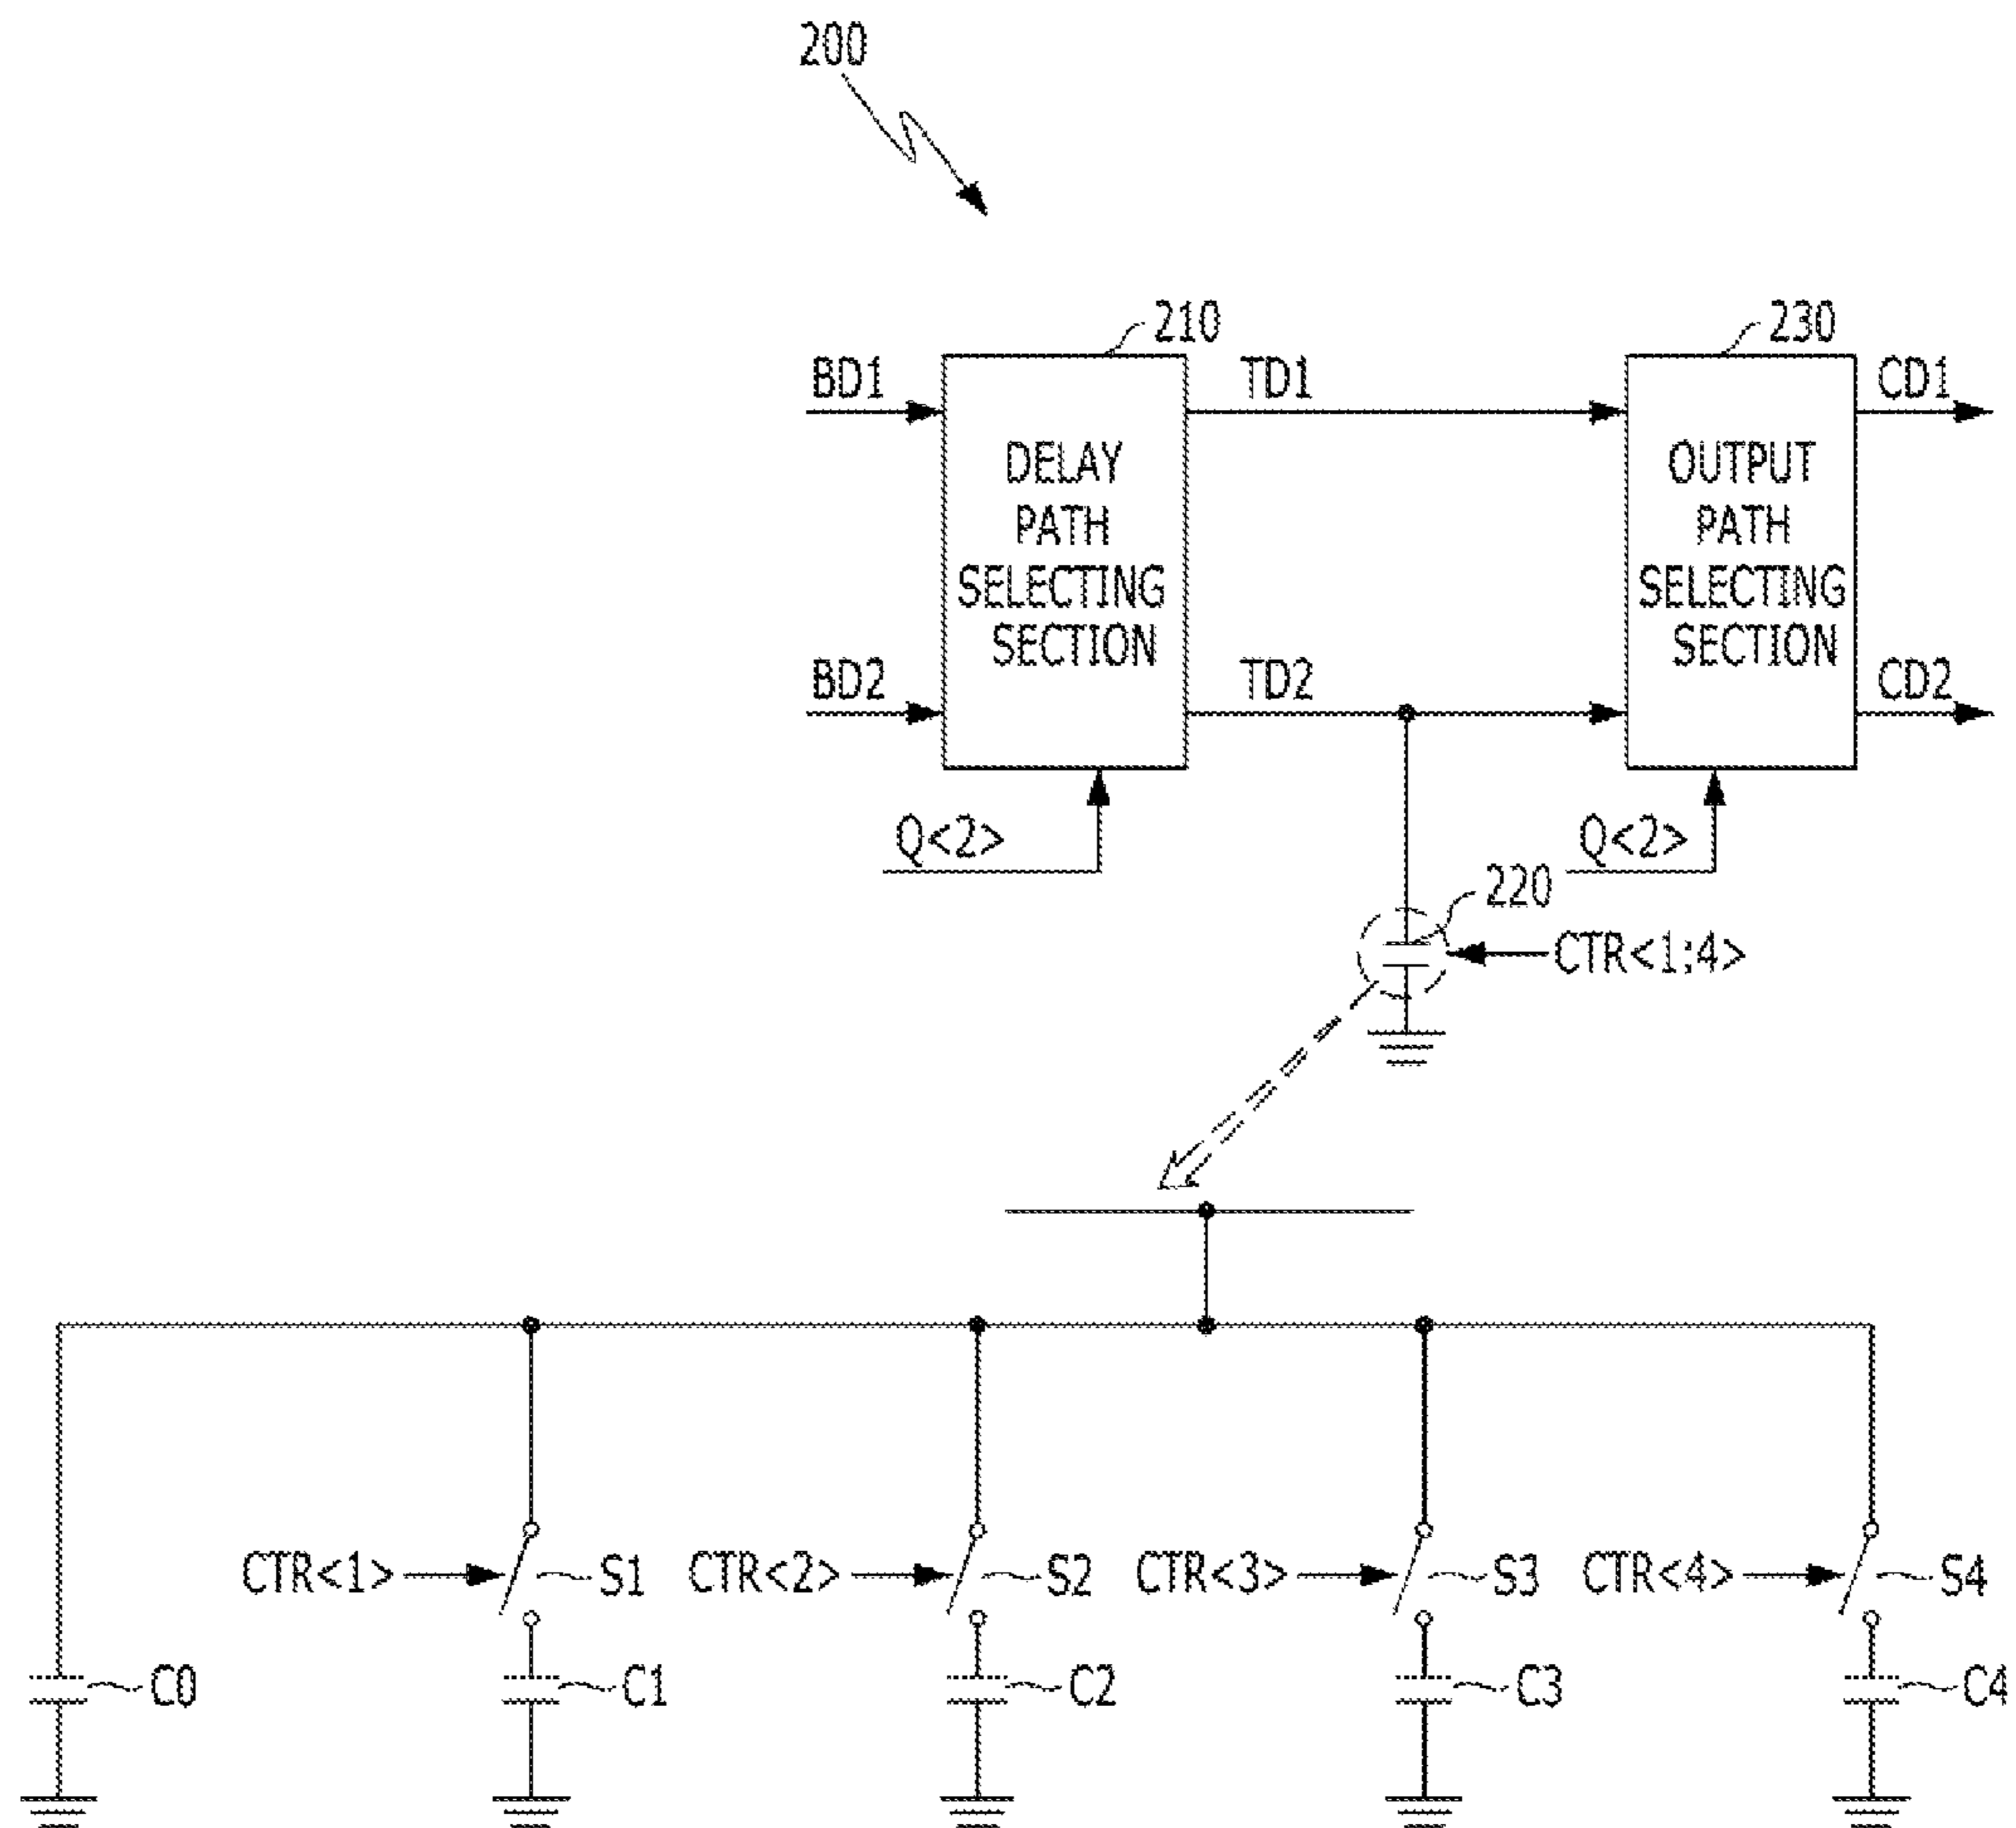 200
210
230
BD1
TD1
CD1
DELAY
PATH
SELECTING
SECTION
OUTPUT
PATH
SELECTING
SECTION
BD2
TD2
CD2
Q<2>
Q<2>
220
CTR<1:4>
CTR<1>
S1
CTR<2>
S2
CTR<3>
S3
CTR<4>
S4
C0
C1
C2
C3
C4